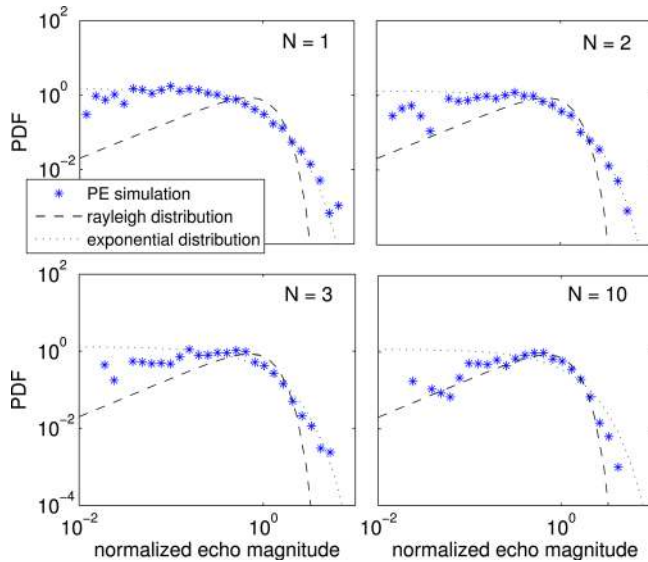 10^2
N = 1
N = 2
10^0
PDF
10^-2
PE simulation
rayleigh distribution
exponential distribution
10^2
N = 3
N = 10
10^0
PDF
10^-2
10^-4
10^-2
10^0
10^-2
10^0
normalized echo magnitude
normalized echo magnitude